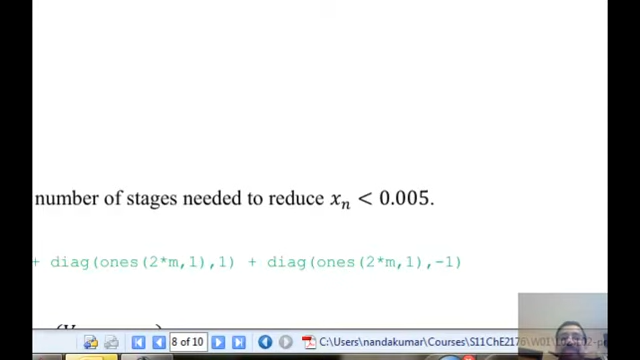 number of stages needed to reduce xₙ < 0.005.
+ diag(ones(2*m,1),1) + diag(ones(2*m,1),-1)
8 of 10
C:\Users\nandakumar\Courses\S11ChE2176\W01\